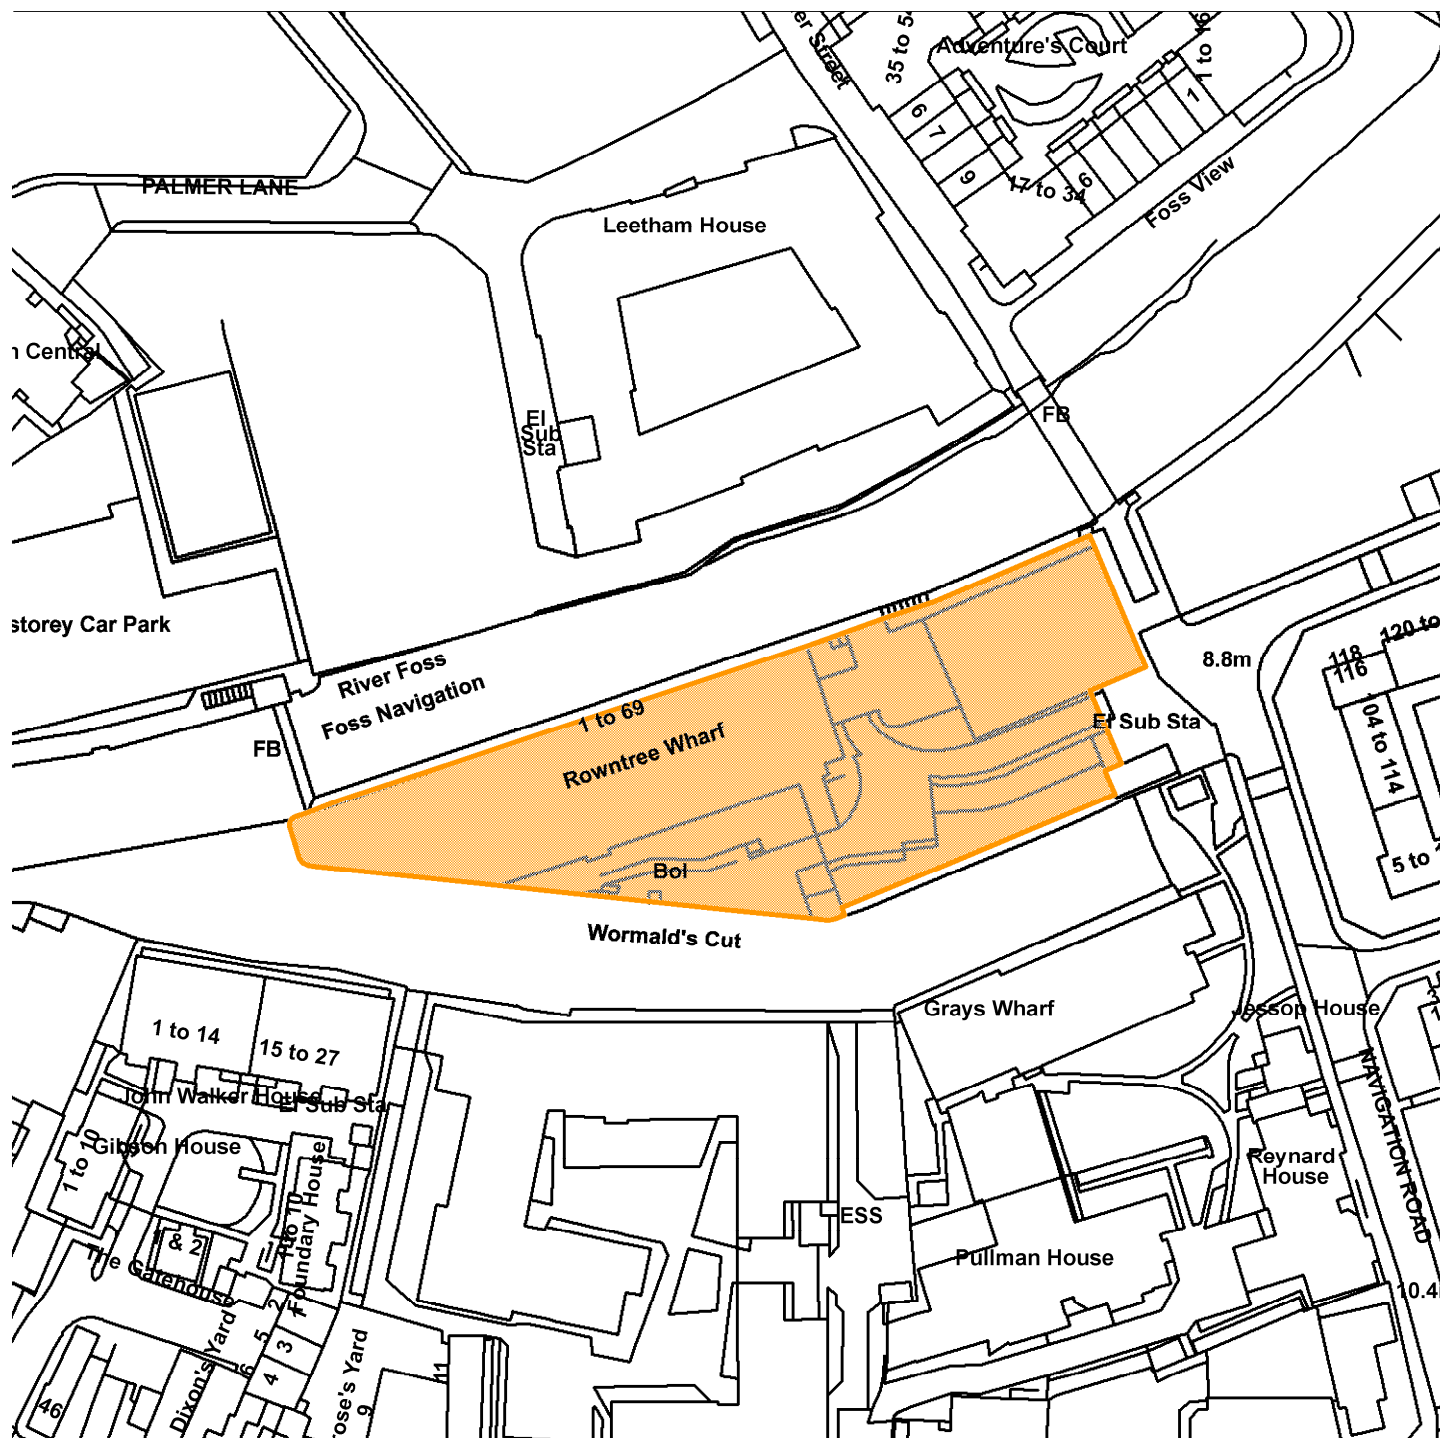 Adventure's Court
35 to 54
1 to 16
6
7
9
1
6
17 to 34
Foss View
PALMER LANE
Leetham House
Central
El
Sub
Sta
FB
storey Car Park
River Foss
Foss Navigation
FB
1 to 69
Rowntree Wharf
8.8m
El Sub Sta
118
116
120 to
104 to 114
5 to
Bol
Wormald's Cut
Grays Wharf
Jessop House
1 to 14
15 to 27
John Walker House
El Sub Sta
Gibson House
1 to 10
Foundary House
1 & 2
The Gatehouse
NAVIGATION ROAD
Reynard
House
ESS
Pullman House
10.4
2
1
5
3
6
4
Dixon's Yard
rose's Yard
11
9
46